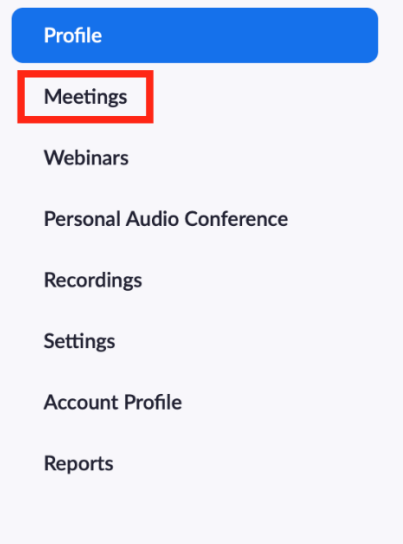 Profile
Meetings
Webinars
Personal Audio Conference
Recordings
Settings
Account Profile
Reports